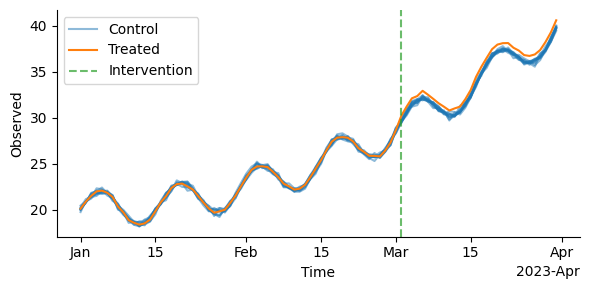 Control
Treated
Intervention
Observed
40
35
30
25
20
Jan 15 Feb 15 Mar 15 Apr
Time
2023-Apr